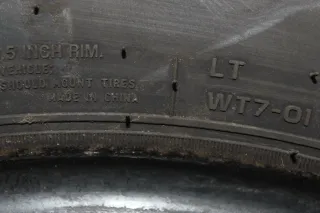 .5 INCH RIM.
SHOULD MOUNT TIRES.
MADE IN CHINA
LT
WT7-01